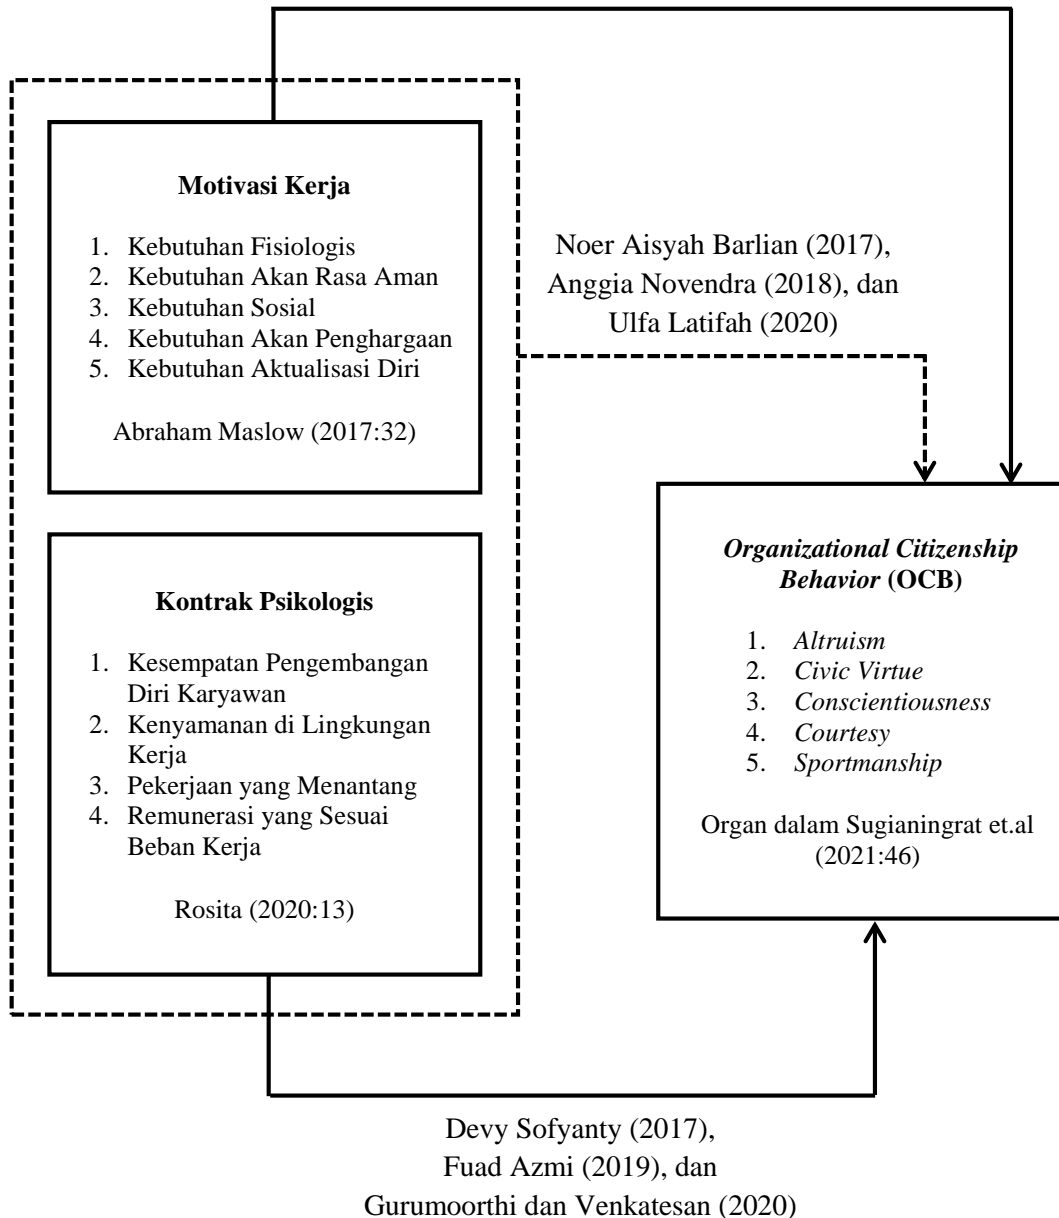 Motivasi Kerja
1. Kebutuhan Fisiologis
2. Kebutuhan Akan Rasa Aman
3. Kebutuhan Sosial
4. Kebutuhan Akan Penghargaan
5. Kebutuhan Aktualisasi Diri
Abraham Maslow (2017:32)
Noer Aisyah Barlian (2017),
Anggia Novendra (2018), dan
Ulfa Latifah (2020)
Kontrak Psikologis
1. Kesempatan Pengembangan
Diri Karyawan
2. Kenyamanan di Lingkungan
Kerja
3. Pekerjaan yang Menantang
4. Remunerasi yang Sesuai
Beban Kerja
Rosita (2020:13)
Organizational Citizenship
Behavior (OCB)
1. Altruism
2. Civic Virtue
3. Conscientiousness
4. Courtesy
5. Sportmanship
Organ dalam Sugianingrat et.al
(2021:46)
Devy Sofyanty (2017),
Fuad Azmi (2019), dan
Gurumoorthi dan Venkatesan (2020)